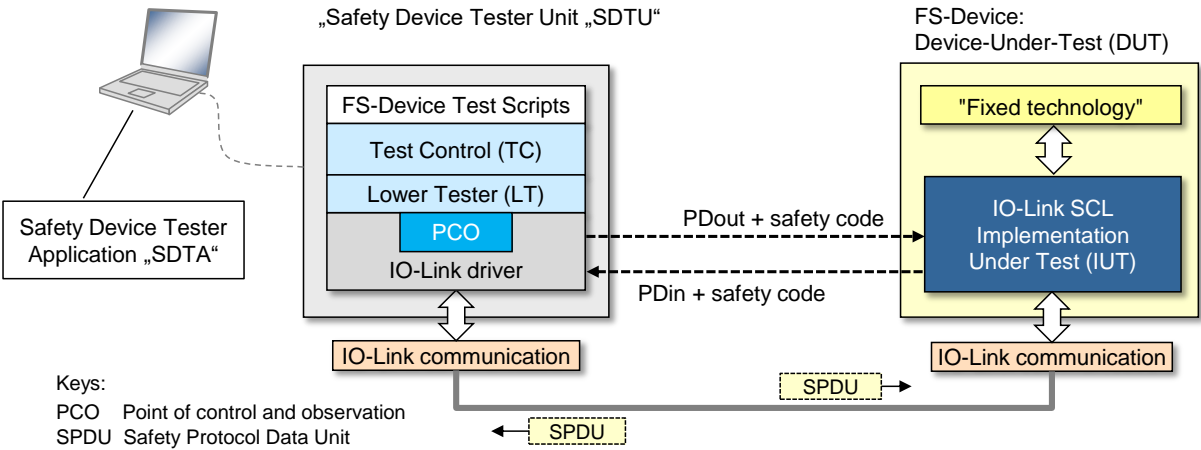 „Safety Device Tester Unit „SDTU“
FS-Device:
Device-Under-Test (DUT)
FS-Device Test Scripts
Test Control (TC)
Lower Tester (LT)
PCO
IO-Link driver
"Fixed technology"
IO-Link SCL
Implementation
Under Test (IUT)
Safety Device Tester
Application „SDTA“
PDout + safety code
PDin + safety code
IO-Link communication
IO-Link communication
SPDU
SPDU
Keys:
PCO Point of control and observation
SPDU Safety Protocol Data Unit